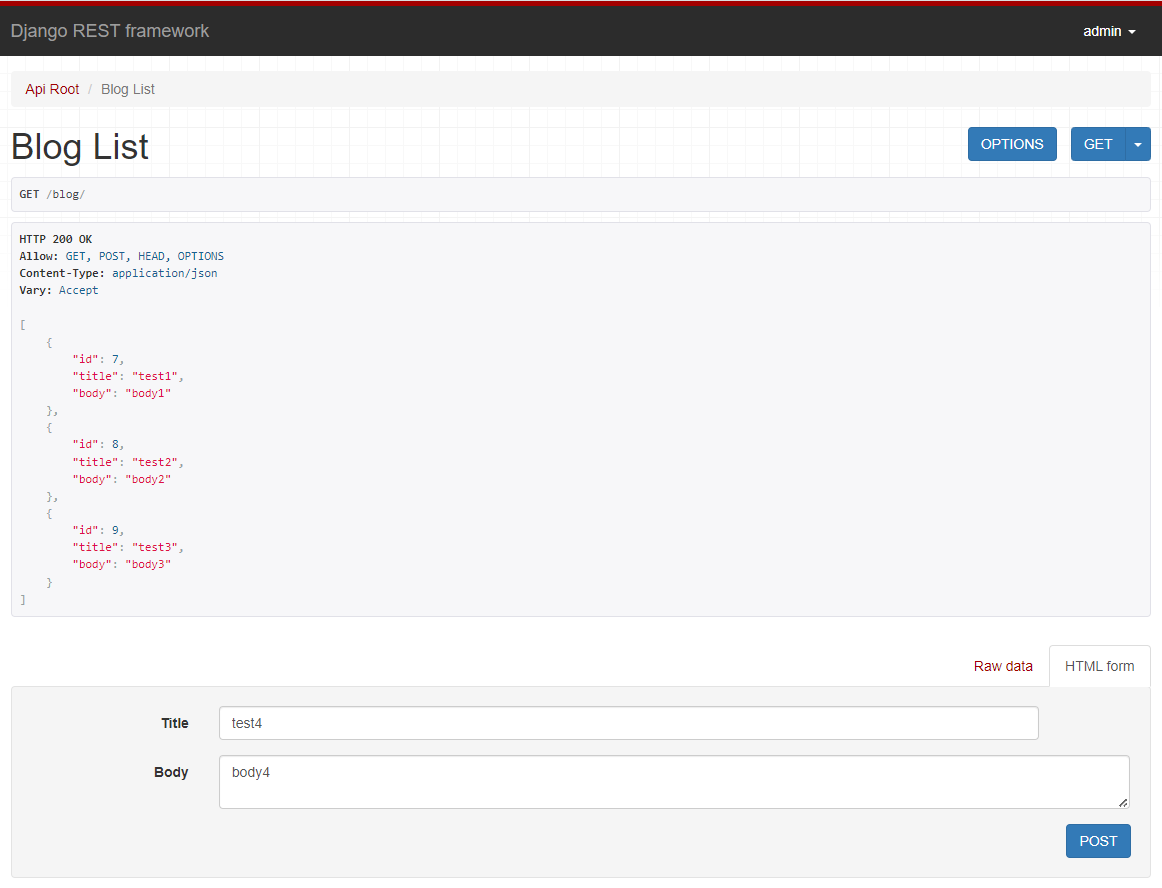 Django REST framework
admin
Api Root / Blog List
Blog List
OPTIONS
GET
GET /blog/
HTTP 200 OK
Allow: GET, POST, HEAD, OPTIONS
Content-Type: application/json
Vary: Accept
[
    {
        "id": 7,
        "title": "test1",
        "body": "body1"
    },
    {
        "id": 8,
        "title": "test2",
        "body": "body2"
    },
    {
        "id": 9,
        "title": "test3",
        "body": "body3"
    }
]
Raw data
HTML form
Title
test4
Body
body4
POST